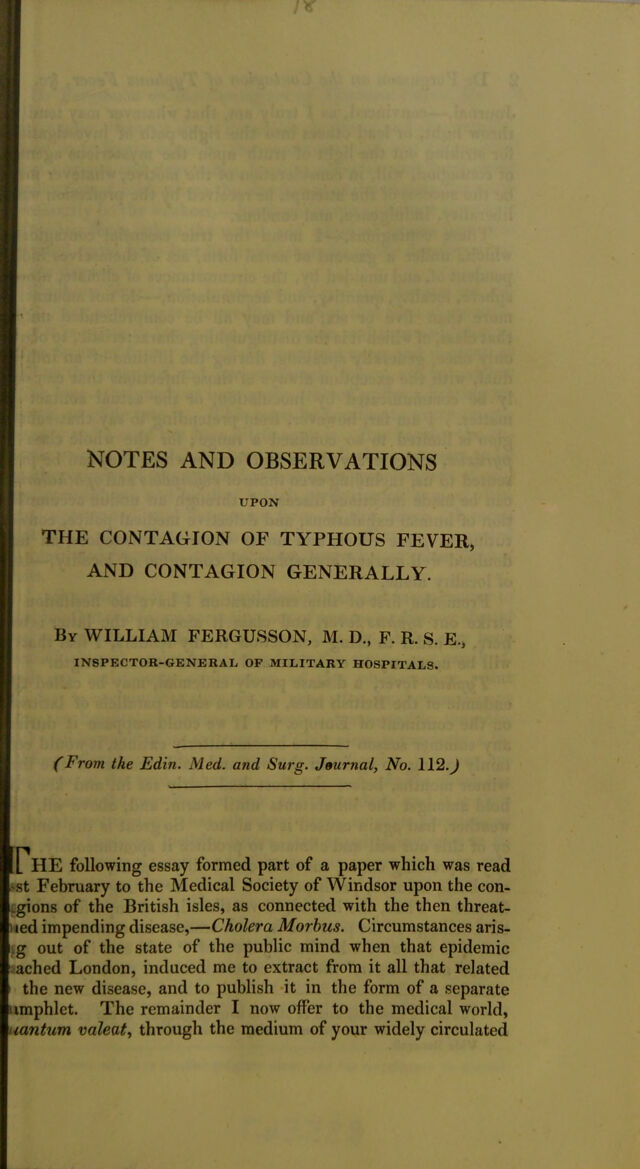 18
NOTES AND OBSERVATIONS
UPON
THE CONTAGION OF TYPHOUS FEVER,
AND CONTAGION GENERALLY.
By WILLIAM FERGUSSON, M. D., F. R. S. E.,
INSPECTOR-GENERAL OF MILITARY HOSPITALS.
(From the Edin. Med. and Surg. Journal, No. 112.)
THE following essay formed part of a paper which was read
st February to the Medical Society of Windsor upon the con-
gions of the British isles, as connected with the then threat-
ned impending disease,—Cholera Morbus. Circumstances aris-
g out of the state of the public mind when that epidemic
ached London, induced me to extract from it all that related
the new disease, and to publish it in the form of a separate
amphlet. The remainder I now offer to the medical world,
uantum valeat, through the medium of your widely circulated